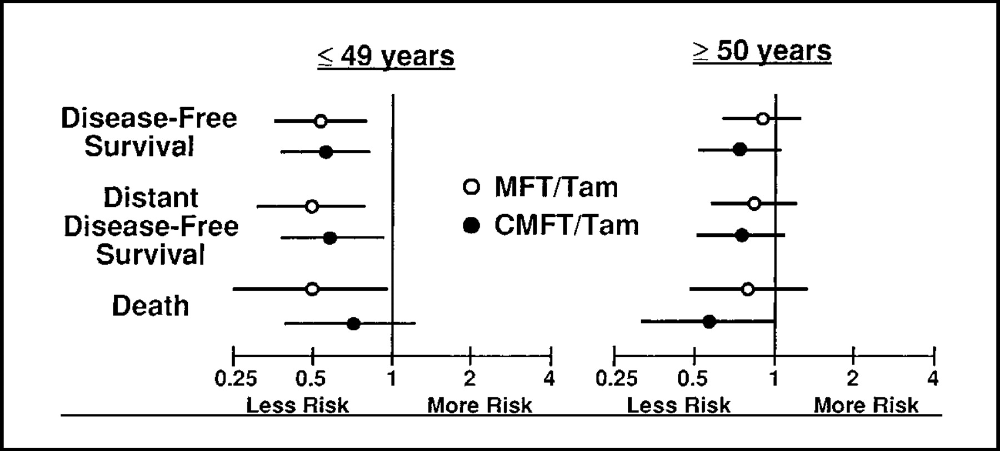 ≤ 49 years
≥ 50 years
Disease-Free
Survival
Distant
Disease-Free
Survival
Death
MFT/Tam
CMFT/Tam
0.25 0.5 1 2 4
Less Risk More Risk
0.25 0.5 1 2 4
Less Risk More Risk